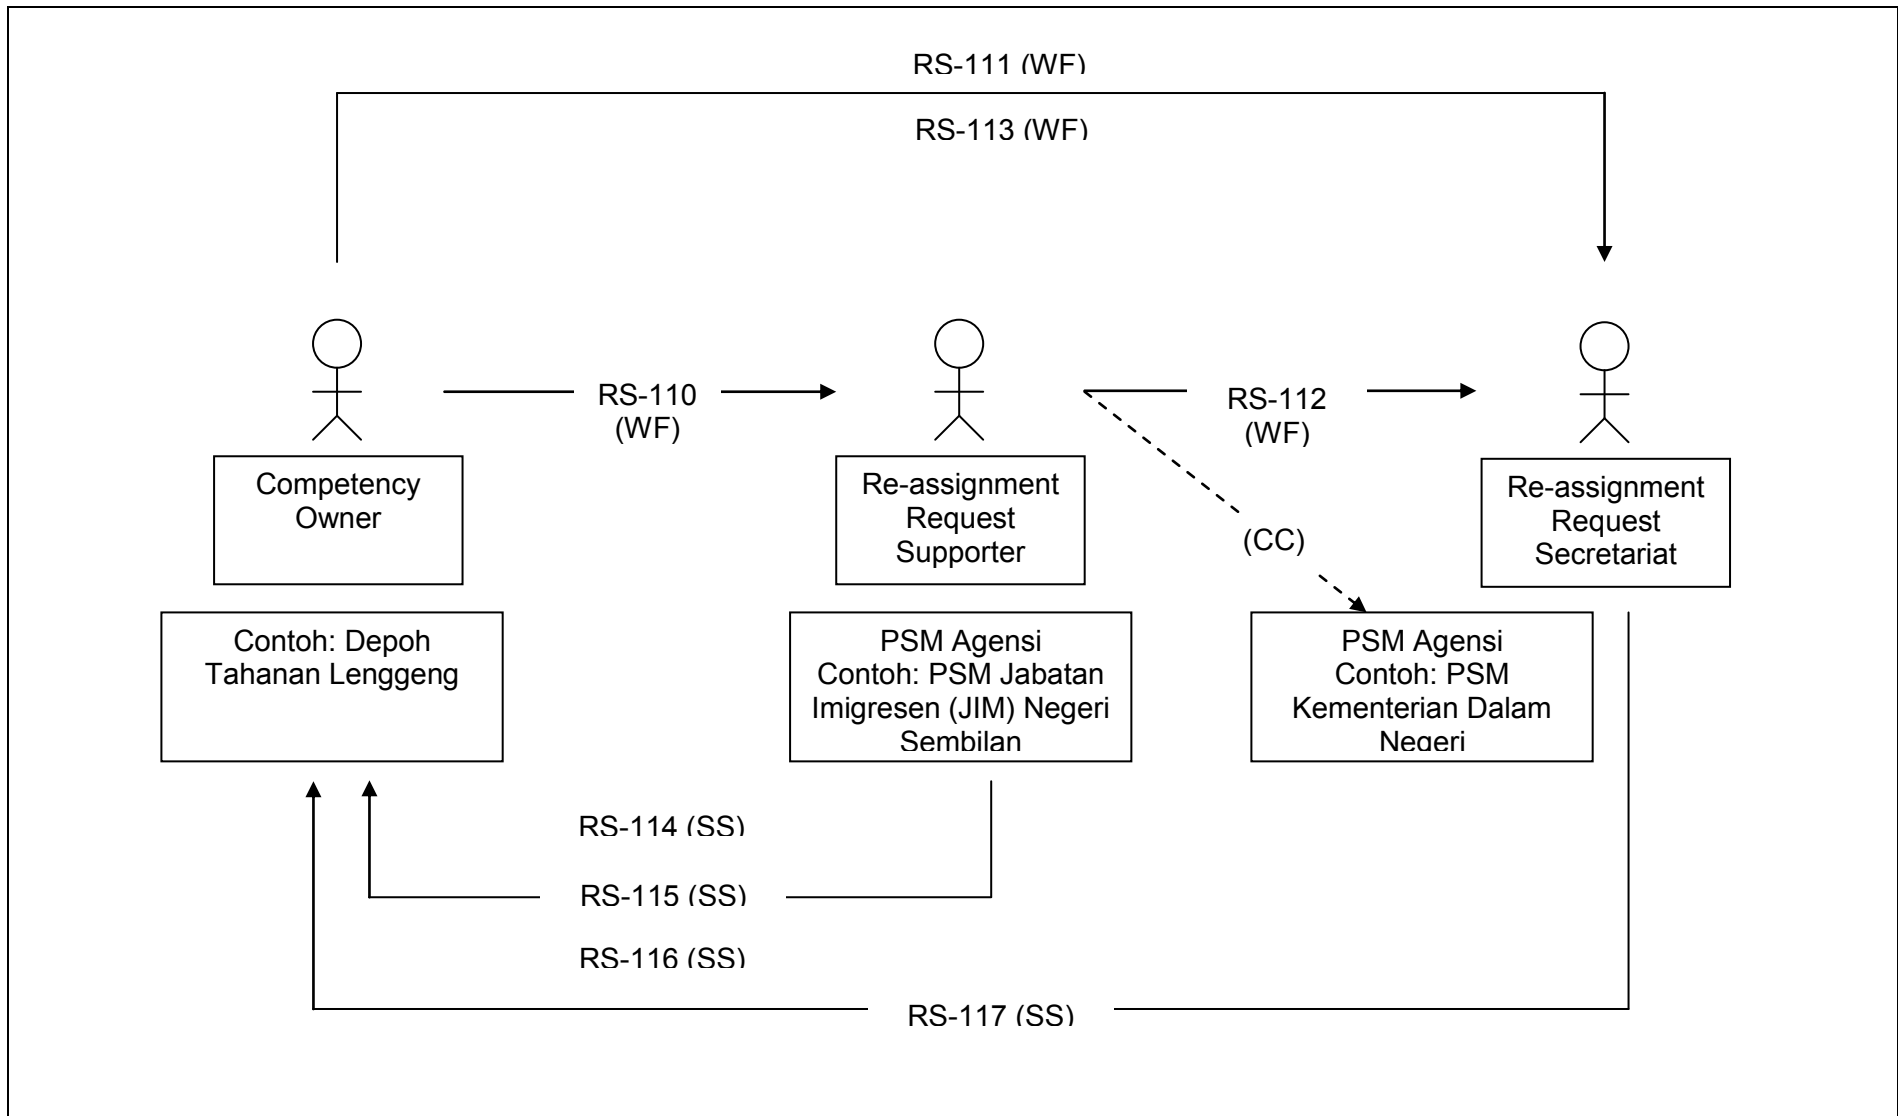 RS-111 (WF)
RS-113 (WF)
RS-110
(WF)
RS-112
(WF)
Competency
Owner
Re-assignment
Request
Supporter
(CC)
Re-assignment
Request
Secretariat
Contoh: Depoh
Tahanan Lenggeng
PSM Agensi
Contoh: PSM Jabatan
Imigresen (JIM) Negeri
Sembilan
PSM Agensi
Contoh: PSM
Kementerian Dalam
Negeri
RS-114 (SS)
RS-115 (SS)
RS-116 (SS)
RS-117 (SS)